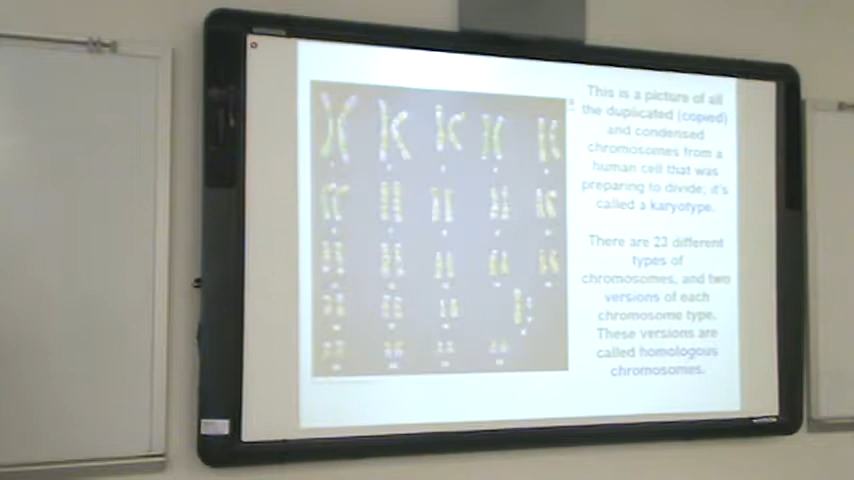 This is a picture of all
the duplicated (copied)
and condensed
chromosomes from a
human cell that was
preparing to divide; it's
called a karyotype.
There are 23 different
types of
chromosomes, and two
versions of each
chromosome type.
These versions are
called homologous
chromosomes.